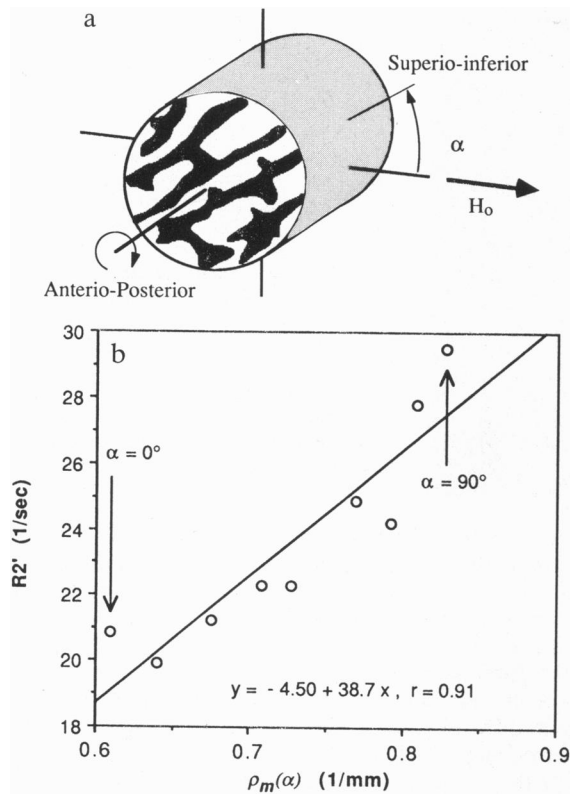 a
Superio-inferior
α
H₀
Anterio-Posterior
b
30
28
26
24
22
20
18
R2' (1/sec)
α = 0°
α = 90°
y = - 4.50 + 38.7 x , r = 0.91
0.6 0.7 0.8 0.9
ρm(α) (1/mm)